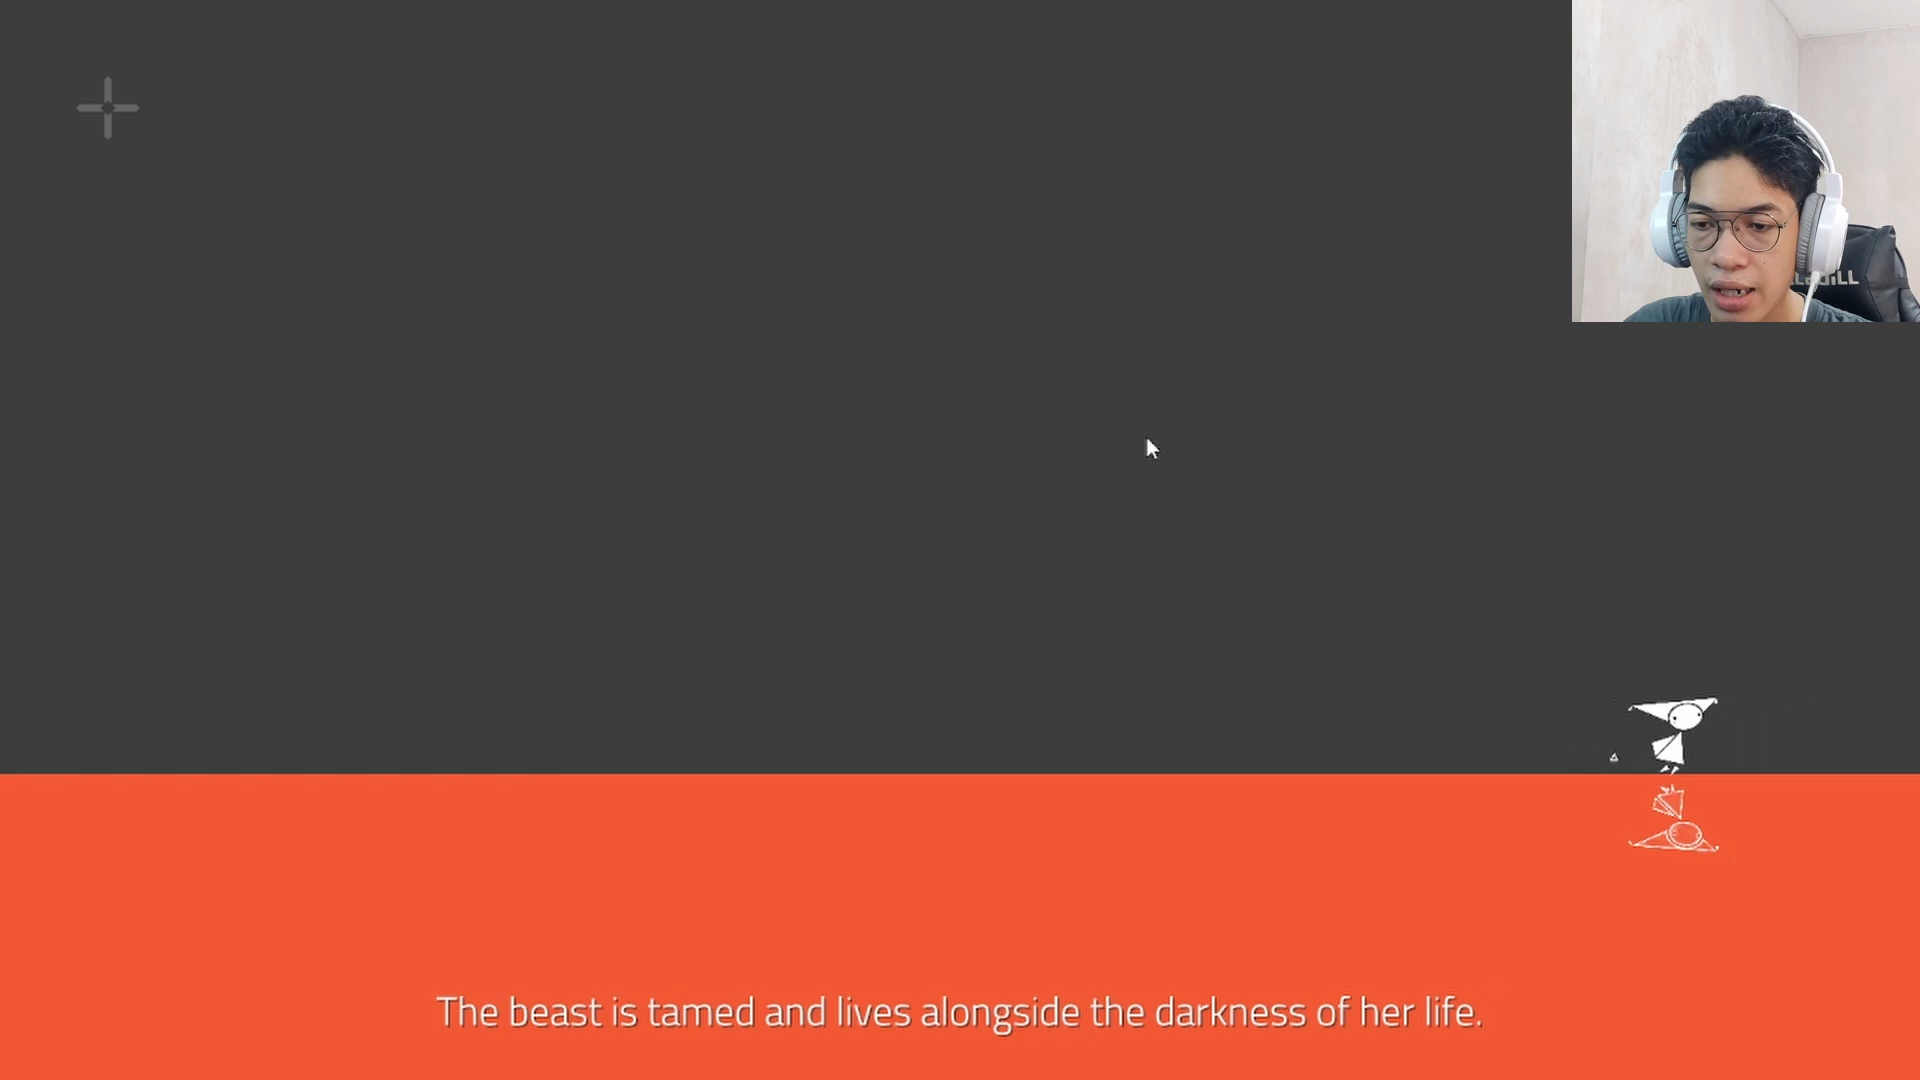 The beast is tamed and lives alongside the darkness of her life.